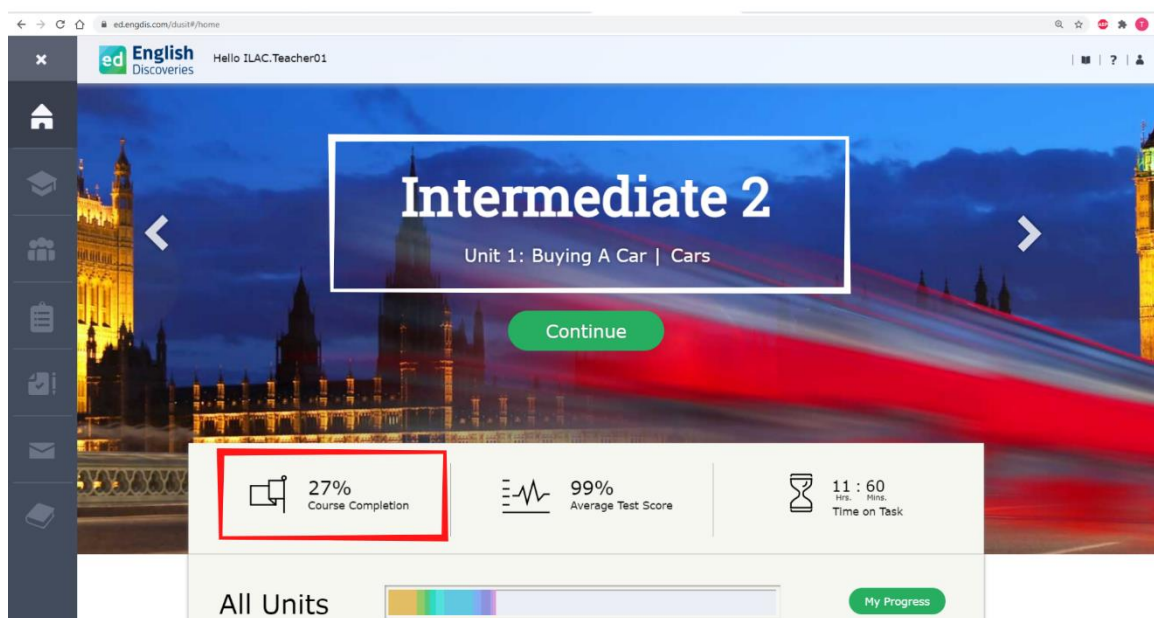 ed.engdis.com/dusit#/home
ABP
T
ed English Discoveries
Hello ILAC.Teacher01
| | ? |
Intermediate 2
Unit 1: Buying A Car | Cars
Continue
27%
Course Completion
99%
Average Test Score
11 : 60
Hrs. Mins.
Time on Task
All Units
My Progress